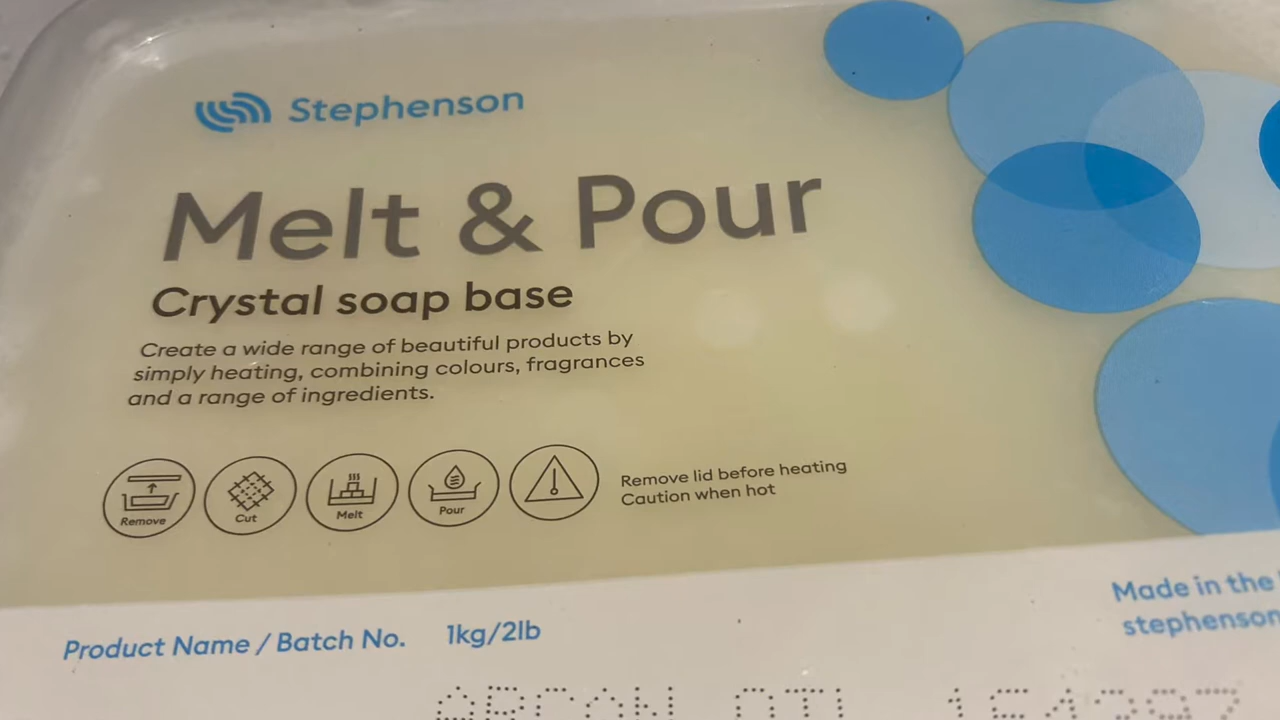 Stephenson
Melt & Pour
Crystal soap base
Create a wide range of beautiful products by
simply heating, combining colours, fragrances
and a range of ingredients.
Remove
Cut
Melt
Pour
Remove lid before heating
Caution when hot
Made in the
stephenson
Product Name / Batch No. 1kg/2lb